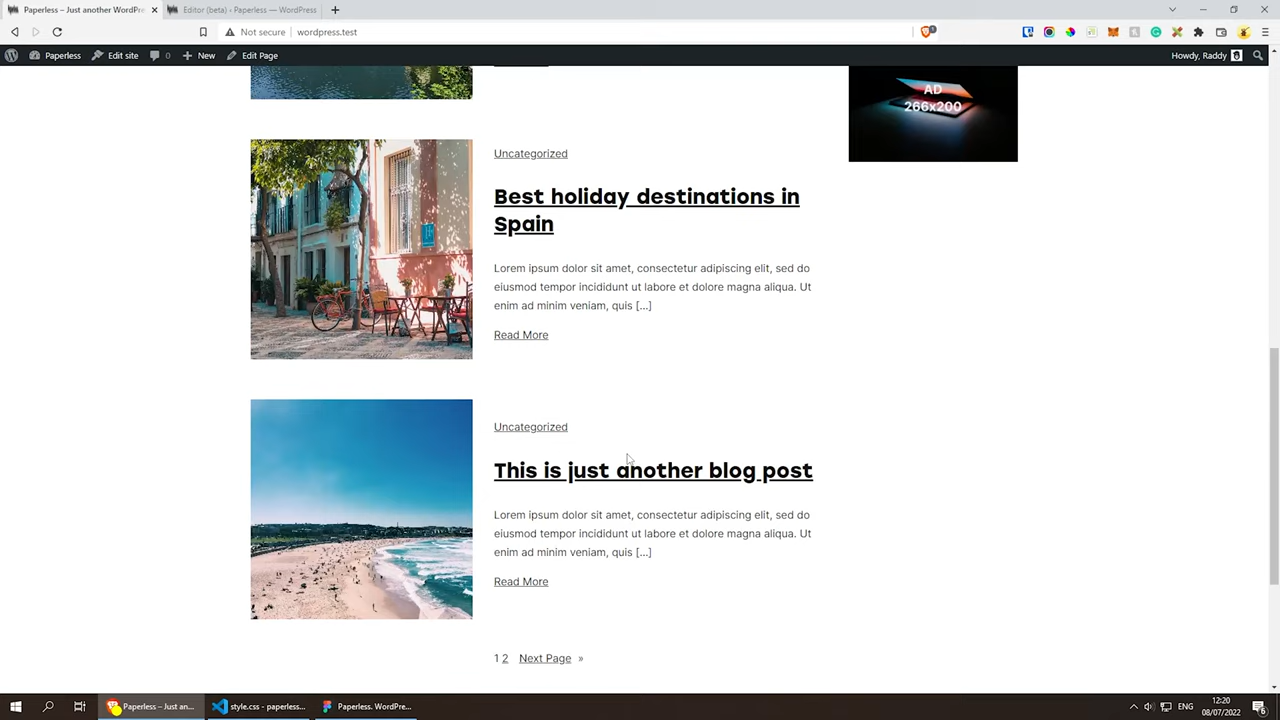 Paperless – Just another WordPr
Editor (beta) ‹ Paperless — WordPress
Not secure
wordpress.test
Paperless
Edit site
0
New
Edit Page
Howdy, Raddy
AD
266x200
Uncategorized
Best holiday destinations in
Spain
Lorem ipsum dolor sit amet, consectetur adipiscing elit, sed do
eiusmod tempor incididunt ut labore et dolore magna aliqua. Ut
enim ad minim veniam, quis [...]
Read More
Uncategorized
This is just another blog post
Lorem ipsum dolor sit amet, consectetur adipiscing elit, sed do
eiusmod tempor incididunt ut labore et dolore magna aliqua. Ut
enim ad minim veniam, quis [...]
Read More
1 2 Next Page »
Paperless – Just an...
style.css - paperless...
Paperless. WordPre...
ENG
12:20
08/07/2022
6